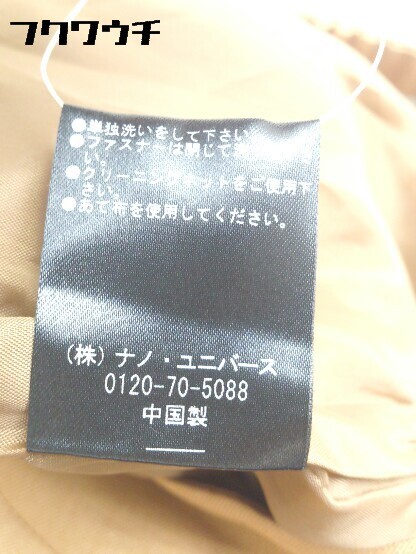 フクワウチ
●単独洗いをして下さい
●ファスナーは閉じて
い。
●クリーニングネットをご使用下
さい。
●あて布を使用してください。
(株)ナノ・ユニバース
0120-70-5088
中国製